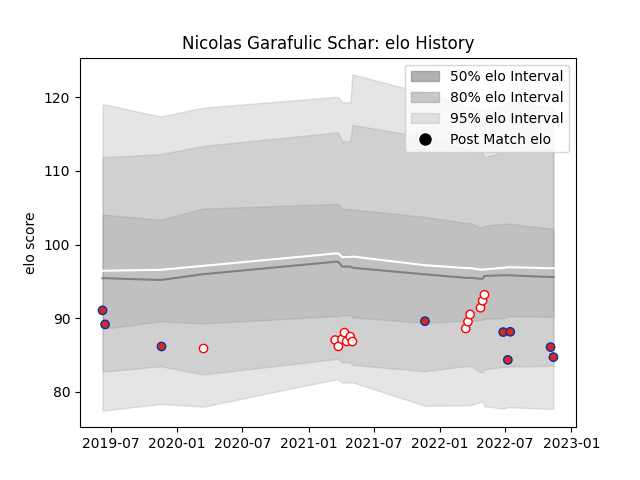 Nicolas Garafulic Schar: elo History
50% elo Interval
80% elo Interval
95% elo Interval
Post Match elo
elo score
120
110
100
90
80
2019-07 2020-01 2020-07 2021-01 2021-07 2022-01 2022-07 2023-01